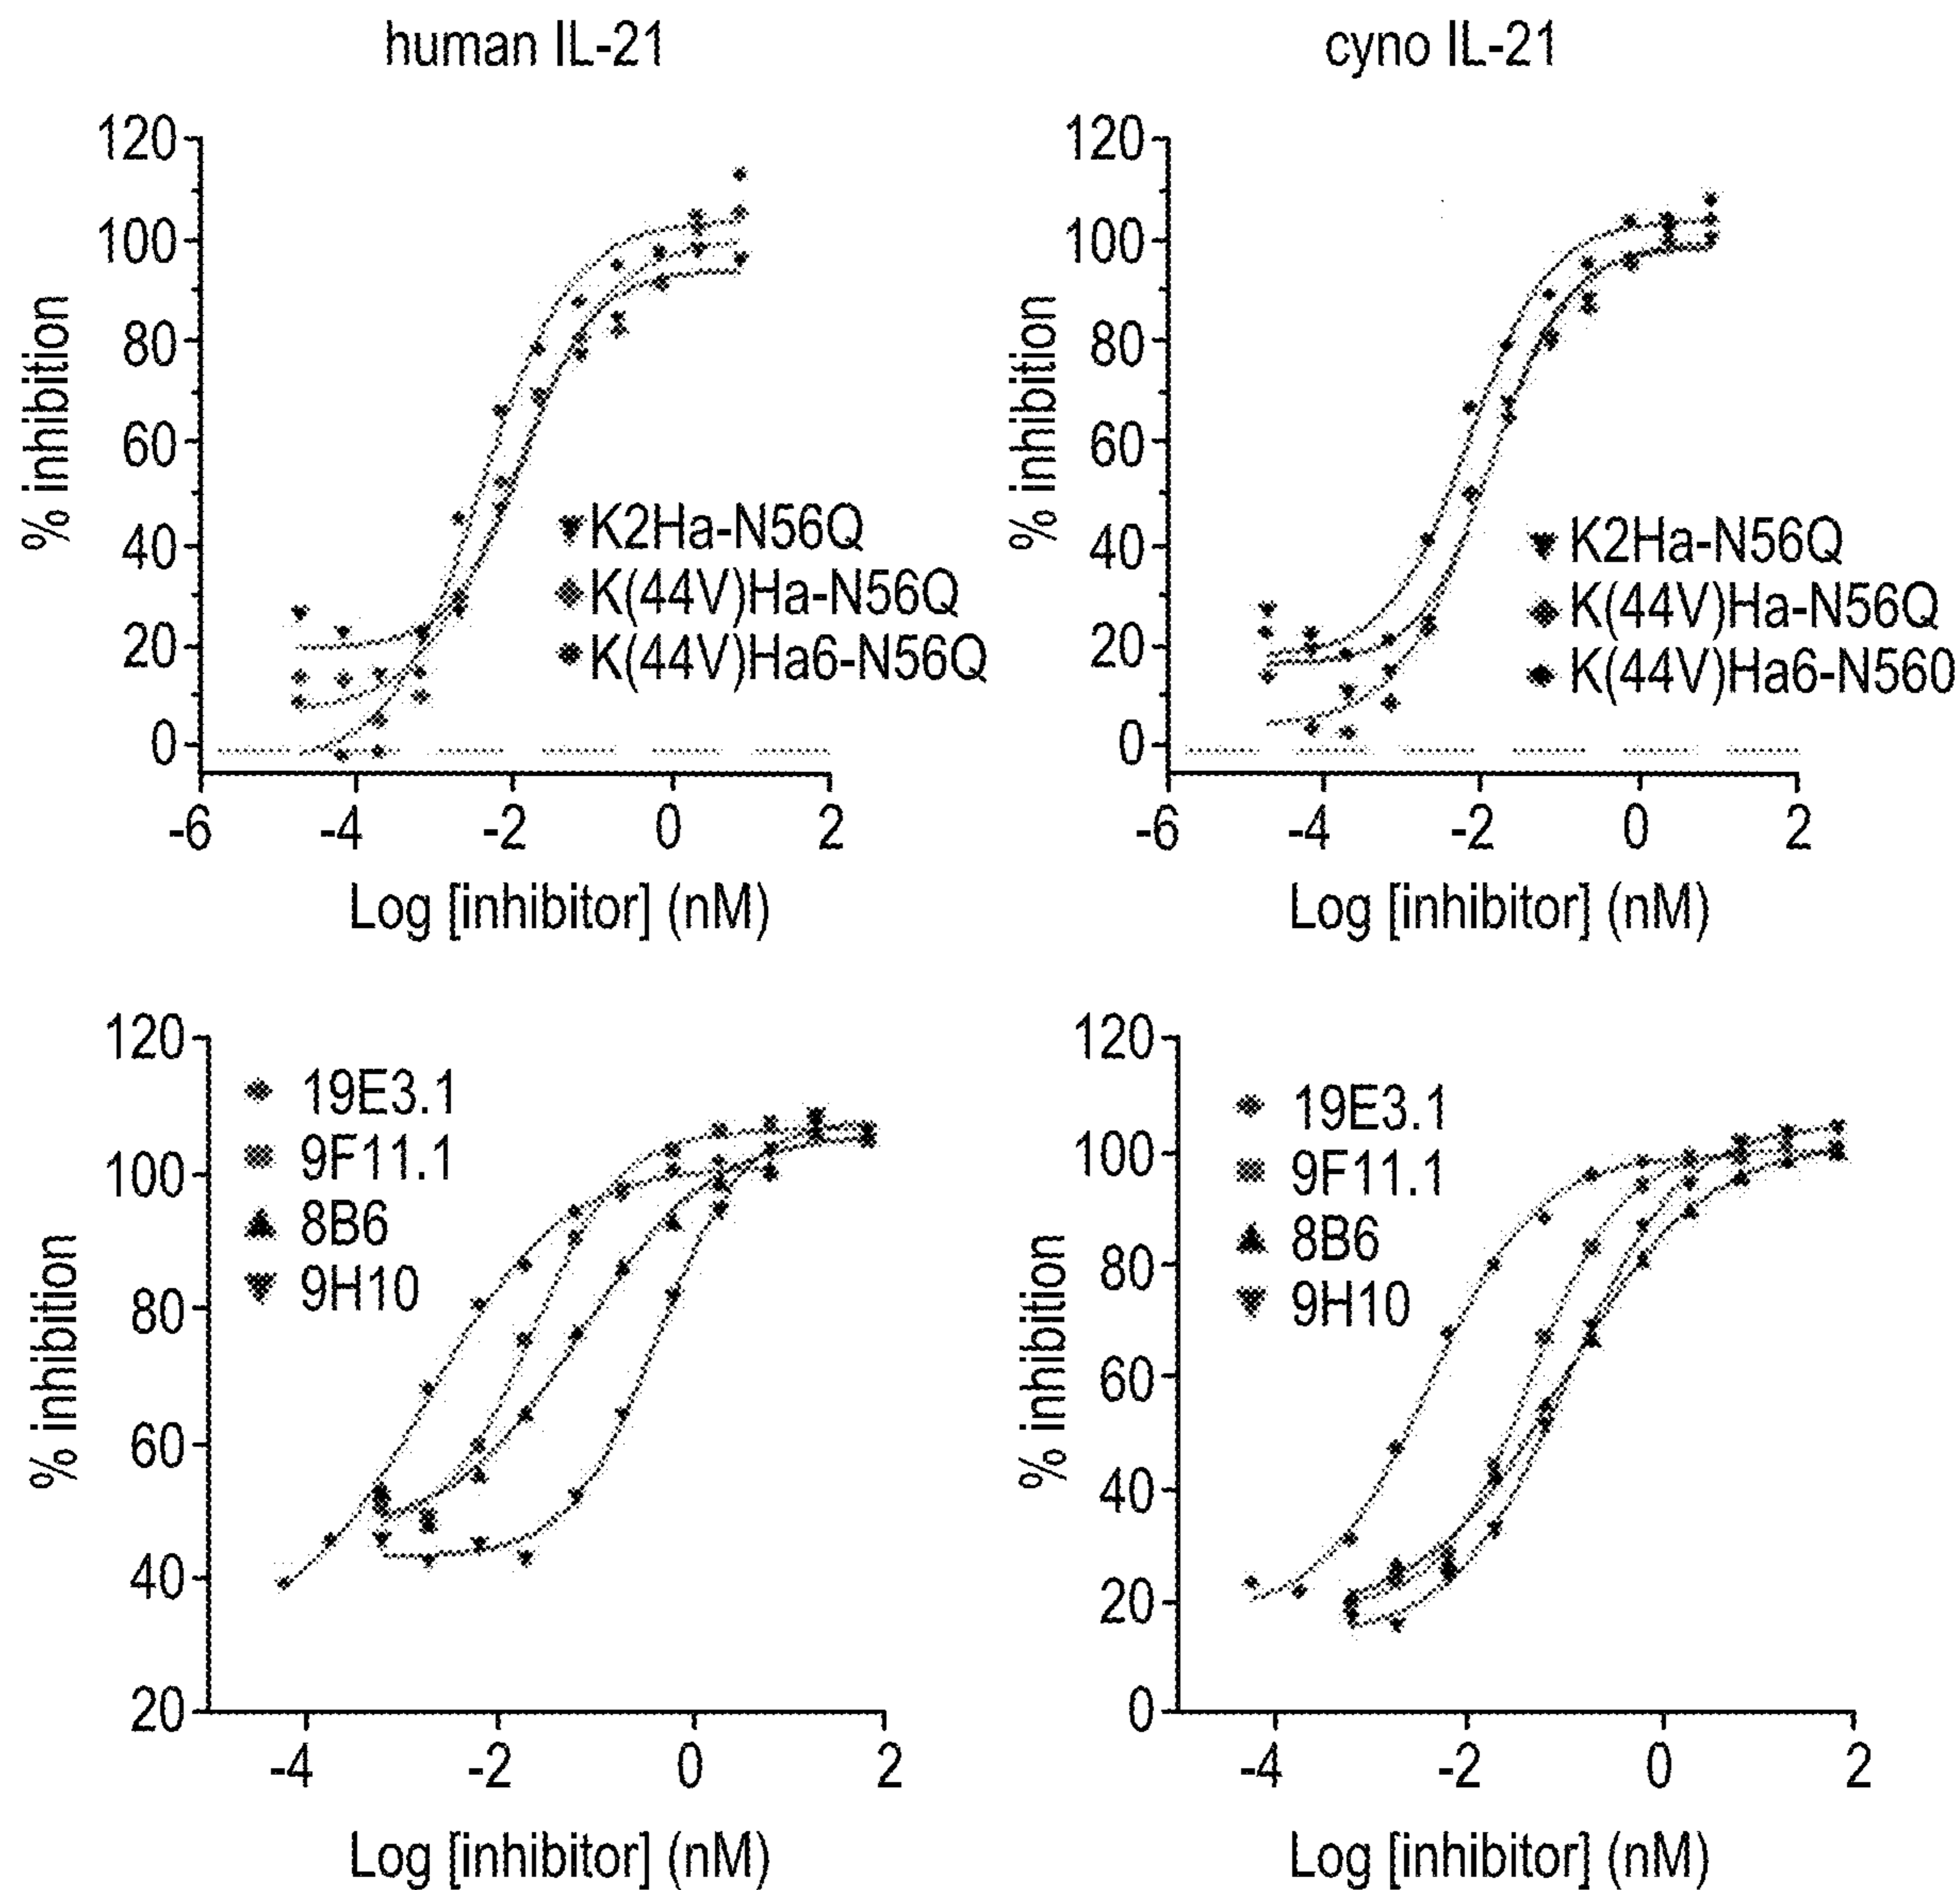 human IL-21
cyno IL-21
120
100
80
60
40
20
0
% inhibition
K2Ha-N56Q
K(44V)Ha-N56Q
K(44V)Ha6-N56Q
-6
-4
-2
0
2
Log [inhibitor] (nM)
120
100
80
60
40
20
0
% inhibition
K2Ha-N56Q
K(44V)Ha-N56Q
K(44V)Ha6-N560
-6
-4
-2
0
2
Log [inhibitor] (nM)
120
100
80
60
40
20
% inhibition
19E3.1
9F11.1
8B6
9H10
-4
-2
0
2
Log [inhibitor] (nM)
120
100
80
60
40
20
0
% inhibition
19E3.1
9F11.1
8B6
9H10
-4
-2
0
2
Log [inhibitor] (nM)